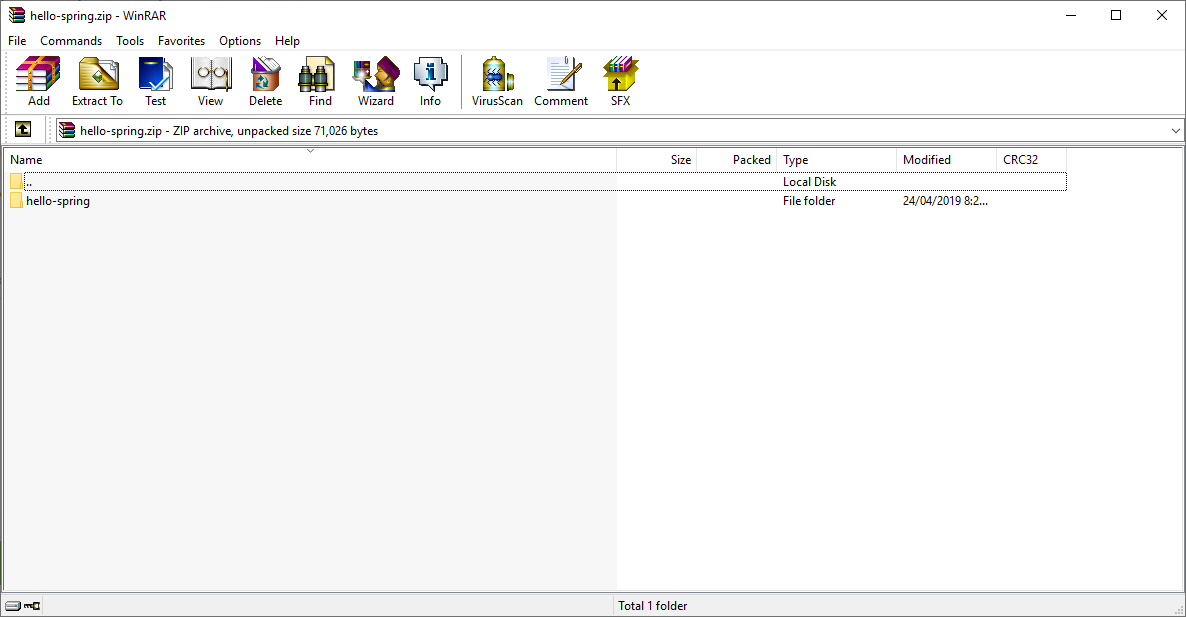 hello-spring.zip - WinRAR
File Commands Tools Favorites Options Help
Add Extract To Test View Delete Find Wizard Info VirusScan Comment SFX
hello-spring.zip - ZIP archive, unpacked size 71,026 bytes
Name Size Packed Type Modified CRC32
.. Local Disk
hello-spring File folder 24/04/2019 8:2...
Total 1 folder